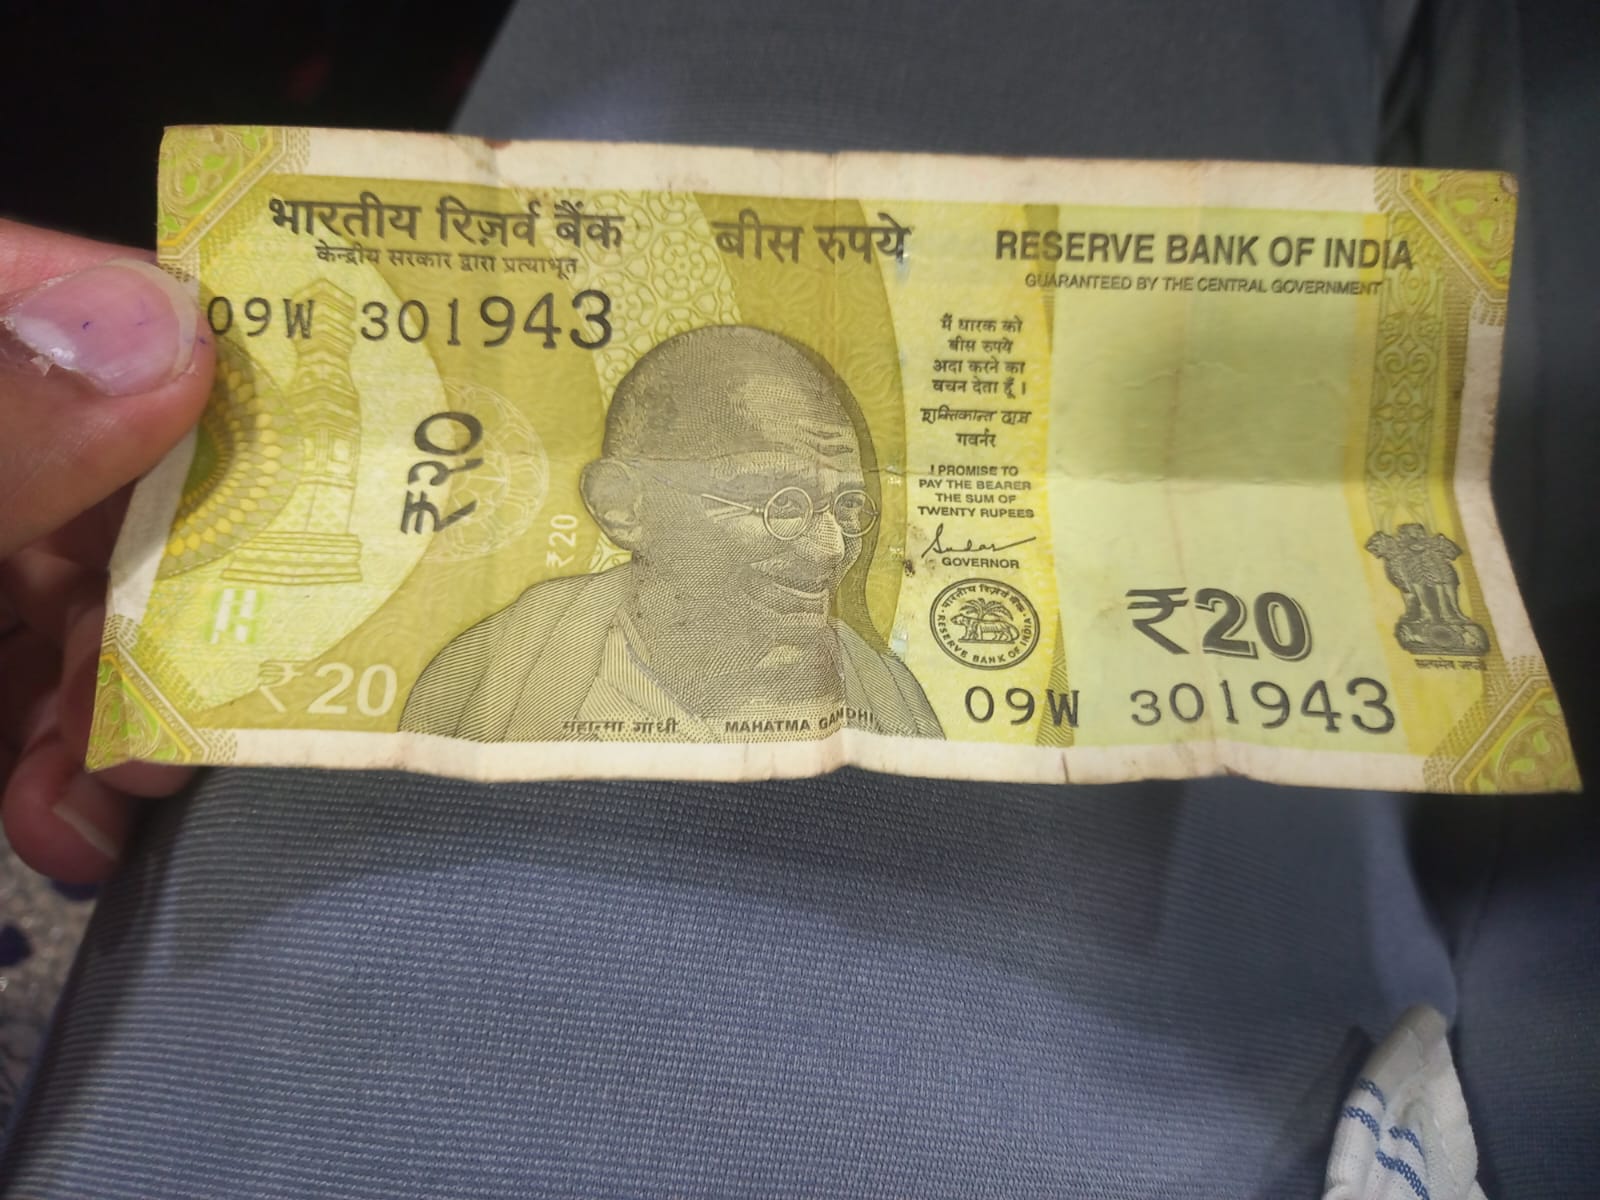 भारतीय रिज़र्व बैंक
केन्द्रीय सरकार द्वारा प्रत्याभूत
09W 301943
बीस रुपये
RESERVE BANK OF INDIA
GUARANTEED BY THE CENTRAL GOVERNMENT
₹२०
₹20
₹20
महात्मा गांधी
MAHATMA GANDHI
मैं धारक को
बीस रुपये
अदा करने का
वचन देता हूँ।
शक्तिकान्त दास
गवर्नर
I PROMISE TO
PAY THE BEARER
THE SUM OF
TWENTY RUPEES
GOVERNOR
भारतीय रिज़र्व बैंक
RESERVE BANK OF INDIA
₹20
सत्यमेव जयते
09W 301943